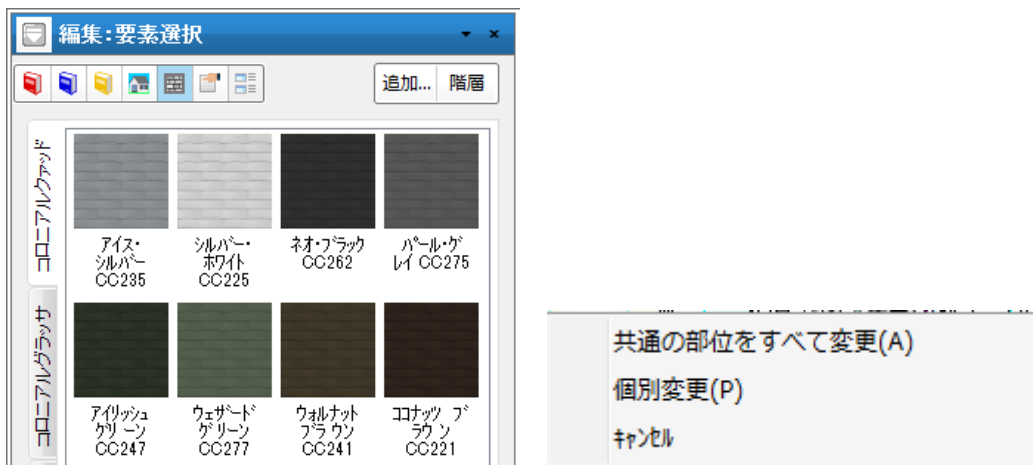 編集:要素選択
追加... 階層
コロニアルクァッド
アイス・
シルバー
CC235
シルバー・
ホワイト
CC225
ネオ・ブラック
CC262
パール・グ
レイ CC275
コロニアルグラッサ
アイリッシュ
グリーン
CC247
ウェザード
グリーン
CC277
ウォルナット
ブラウン
CC241
ココナッツ ブ
ラウン
CC221
共通の部位をすべて変更(A)
個別変更(P)
キャンセル